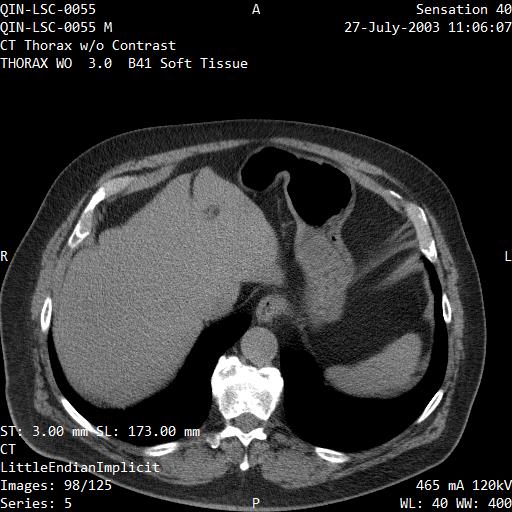 QIN-LSC-0055
A
Sensation 40
QIN-LSC-0055 M
27-July-2003 11:06:07
CT Thorax w/o Contrast
THORAX WO 3.0 B41 Soft Tissue
R
L
ST: 3.00 mm SL: 173.00 mm
CT
LittleEndianImplicit
Images: 98/125
465 mA 120kV
Series: 5
P
WL: 40 WW: 400